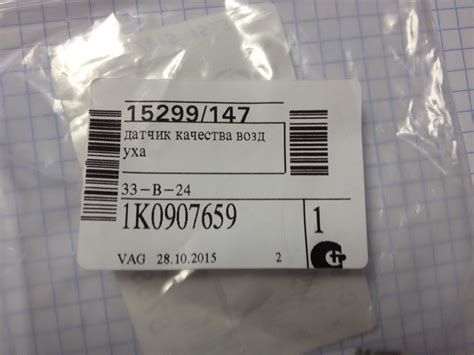 15299/147
датчик качества возд
уха
33-В-24
1K0907659
1
VAG 28.10.2015 2